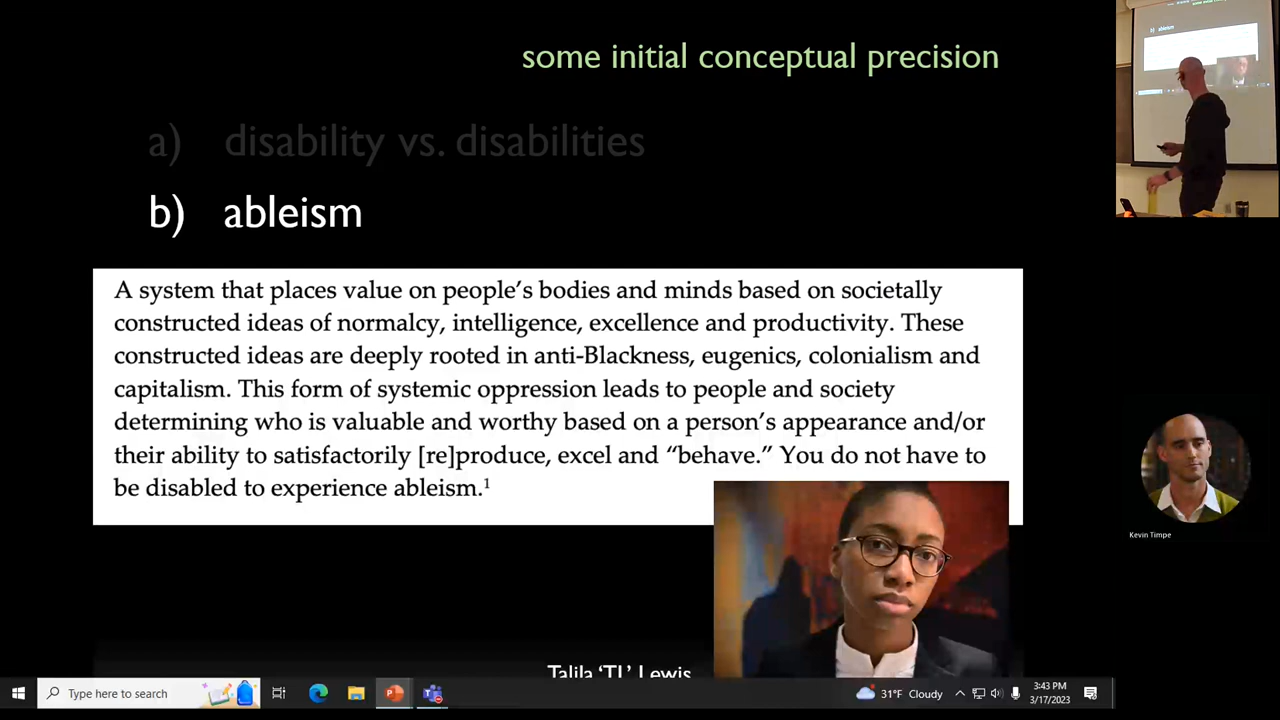 some initial conceptual precision
a) disability vs. disabilities
b) ableism
A system that places value on people’s bodies and minds based on societally
constructed ideas of normalcy, intelligence, excellence and productivity. These
constructed ideas are deeply rooted in anti-Blackness, eugenics, colonialism and
capitalism. This form of systemic oppression leads to people and society
determining who is valuable and worthy based on a person’s appearance and/or
their ability to satisfactorily [re]produce, excel and “behave.” You do not have to
be disabled to experience ableism.¹
Talila ‘TL’ Lewis
Kevin Timpe
Type here to search
31°F Cloudy
3:43 PM
3/17/2023
b) ableism